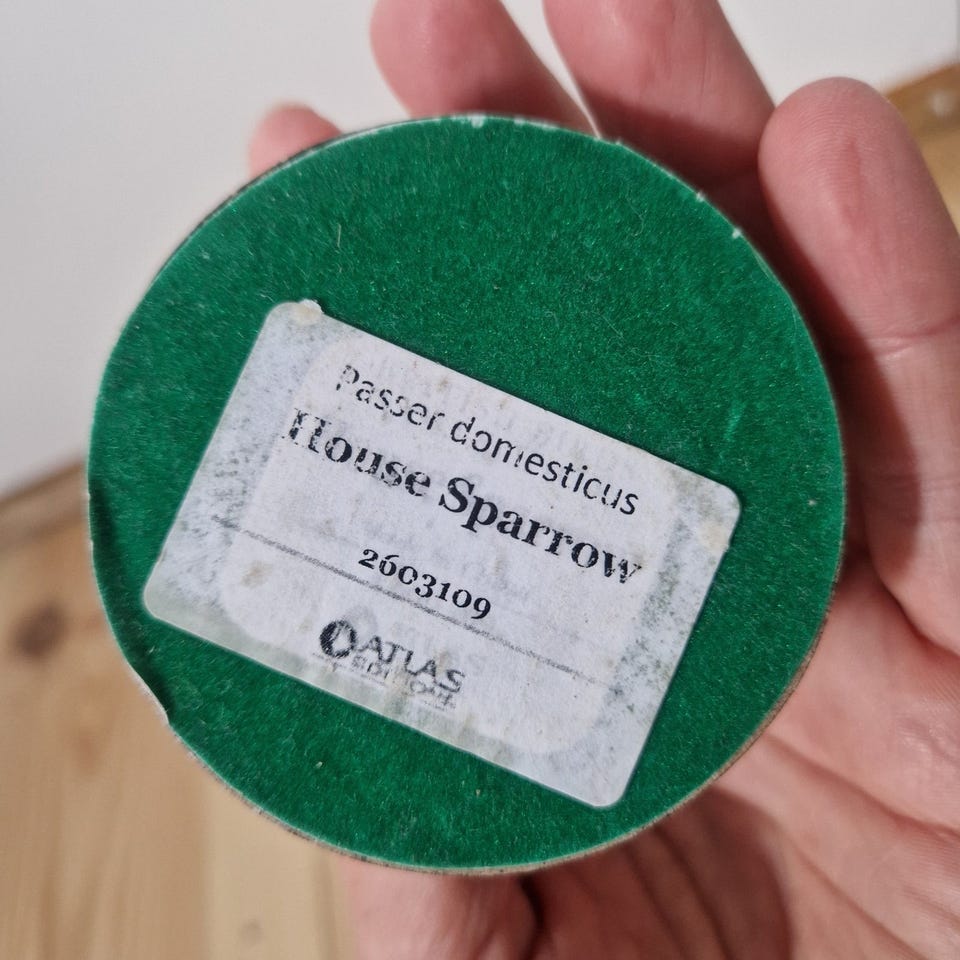 Passer domesticus
House Sparrow
2603109
ATLAS
EDITIONS